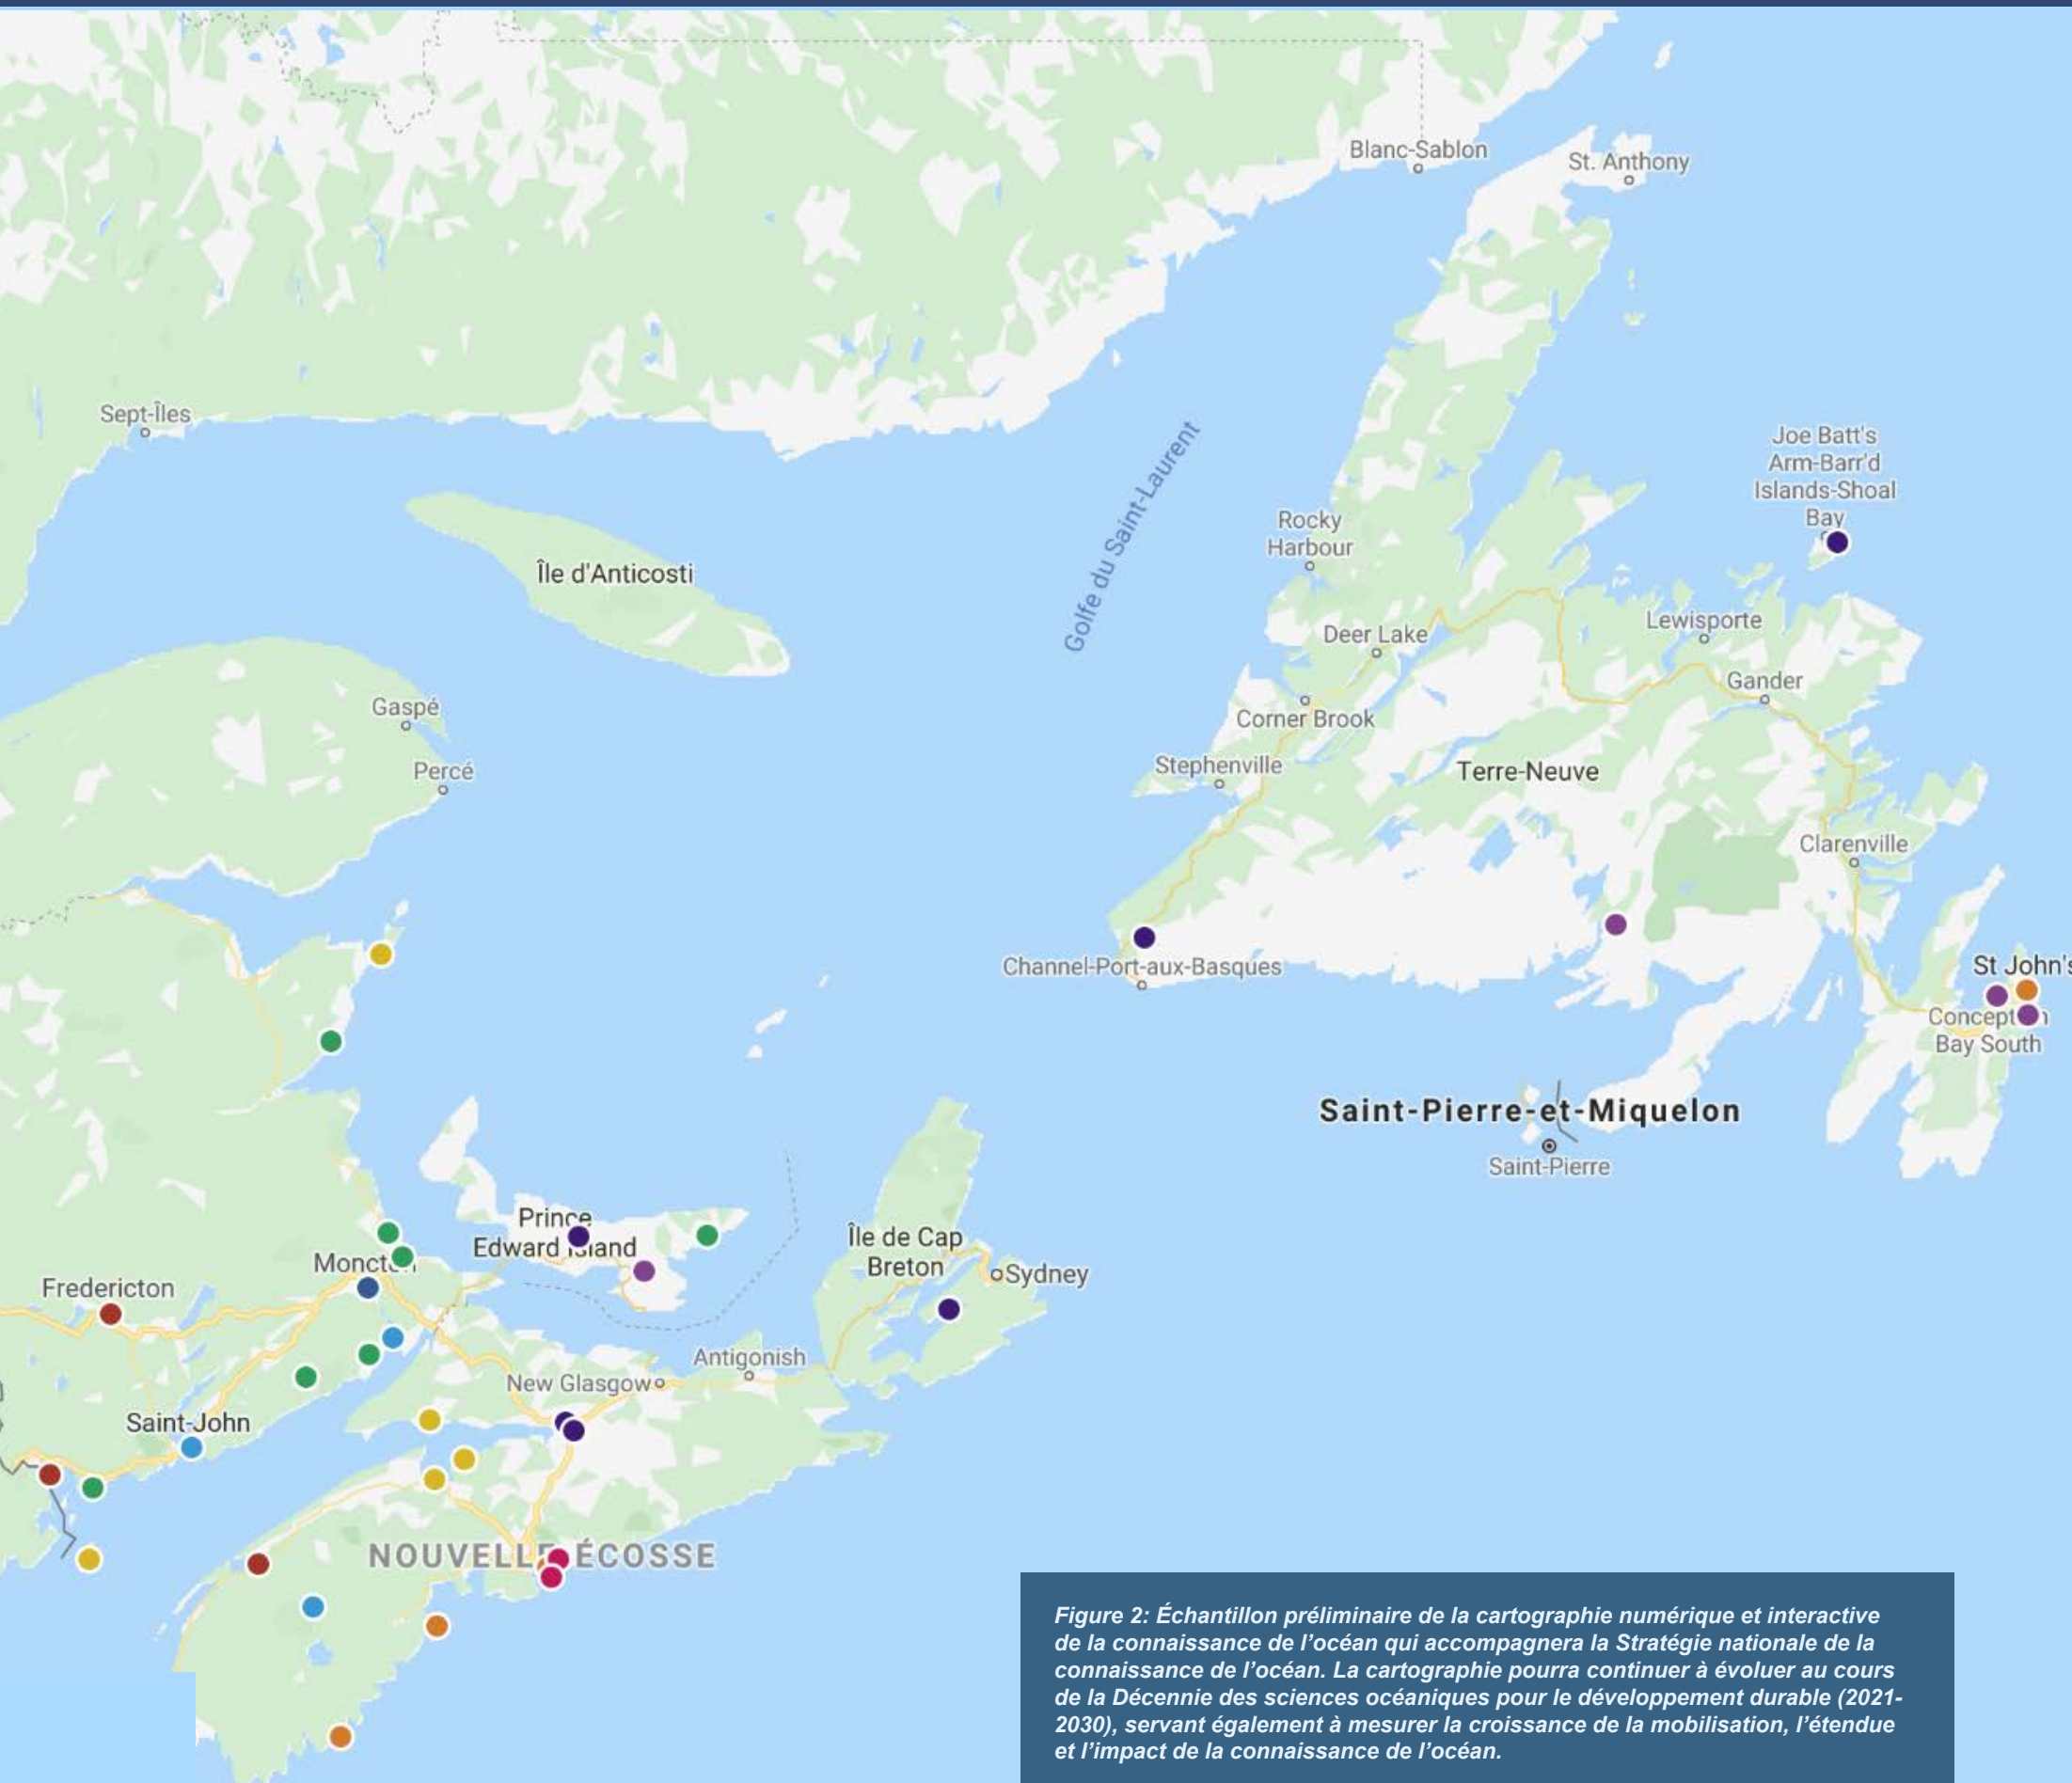 Blanc-Sablon
St. Anthony
Sept-Îles
Joe Batt's
Arm-Barr'd
Islands-Shoal
Bay
Golfe du Saint-Laurent
Rocky
Harbour
Île d'Anticosti
Deer Lake
Lewisporte
Gander
Gaspé
Corner Brook
Percé
Stephenville
Terre-Neuve
Clarenville
Channel-Port-aux-Basques
St John's
Bay South
Saint-Pierre-et-Miquelon
Saint-Pierre
Prince
Edward Island
Île de Cap
Breton
Sydney
Fredericton
Antigonish
New Glasgow
Saint-John
NOUVELLE ÉCOSSE
Figure 2: Échantillon préliminaire de la cartographie numérique et interactive
de la connaissance de l'océan qui accompagnera la Stratégie nationale de la
connaissance de l'océan. La cartographie pourra continuer à évoluer au cours
de la Décennie des sciences océaniques pour le développement durable (2021-
2030), servant également à mesurer la croissance de la mobilisation, l'étendue
et l'impact de la connaissance de l'océan.